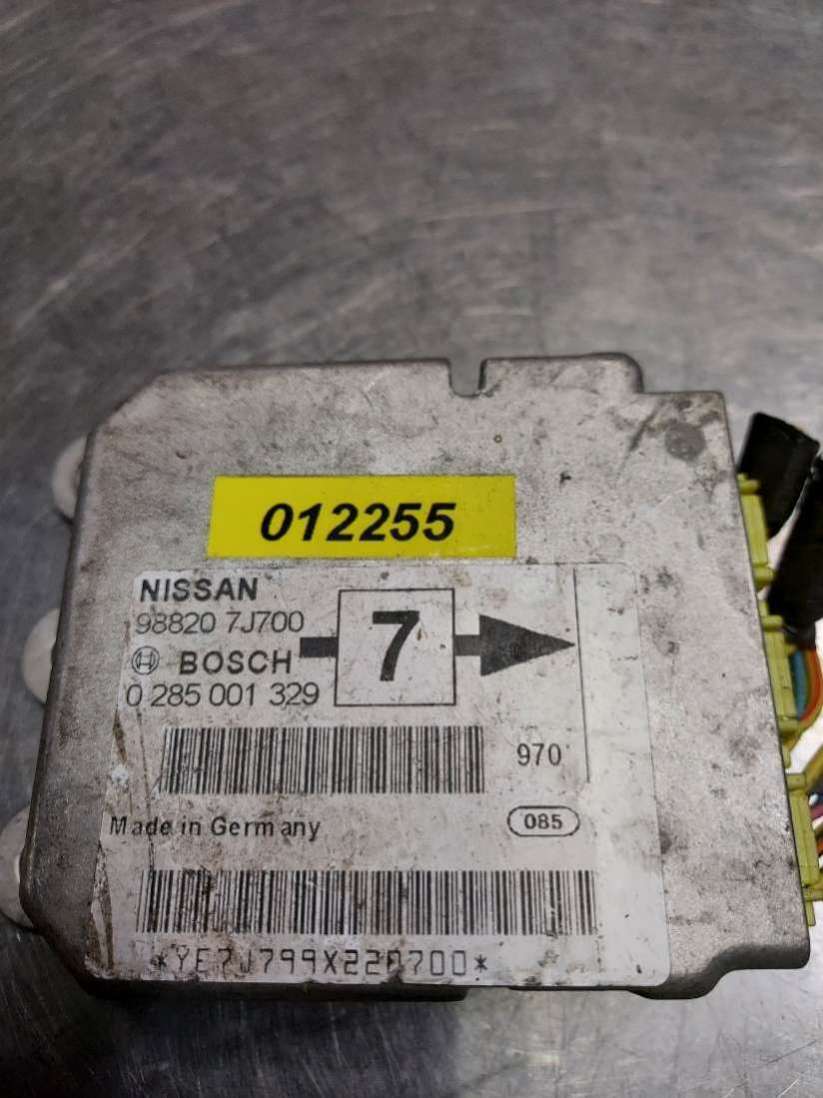 012255
NISSAN
98820 7J700
7
BOSCH
0 285 001 329
970
Made in Germany
085